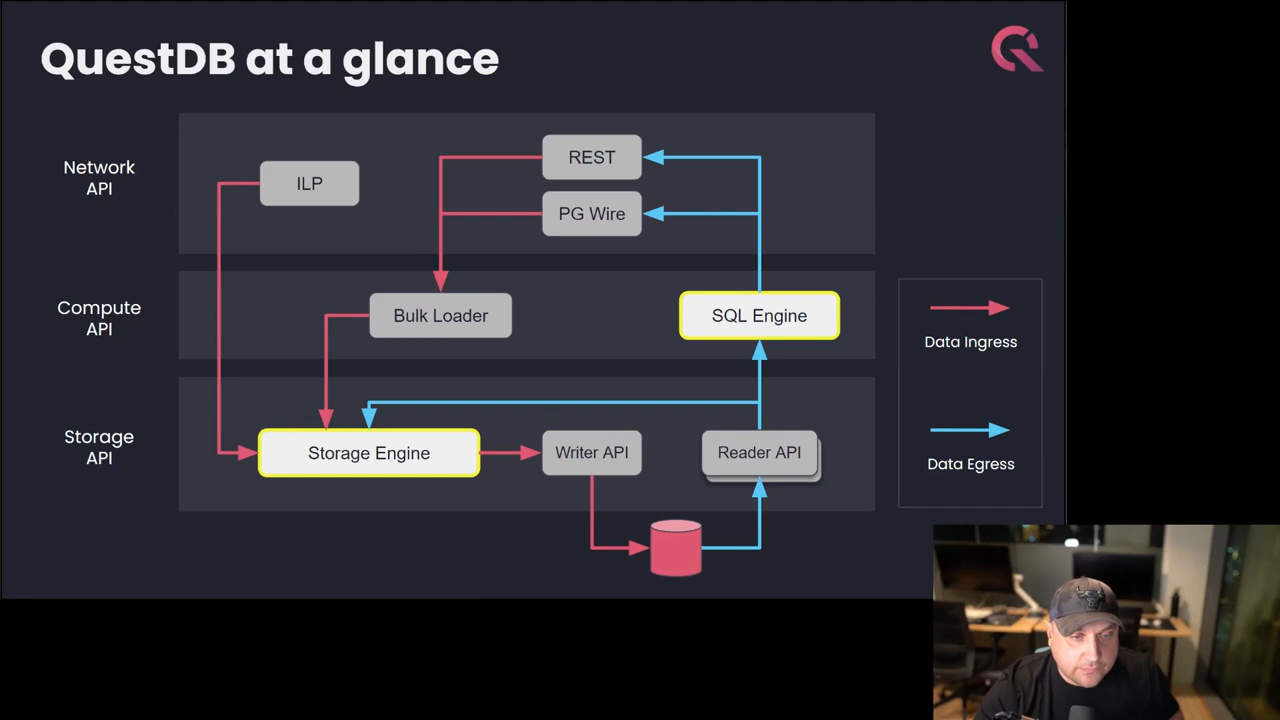 QuestDB at a glance
Network
API
ILP
REST
PG Wire
Compute
API
Bulk Loader
SQL Engine
Data Ingress
Data Egress
Storage
API
Storage Engine
Writer API
Reader API